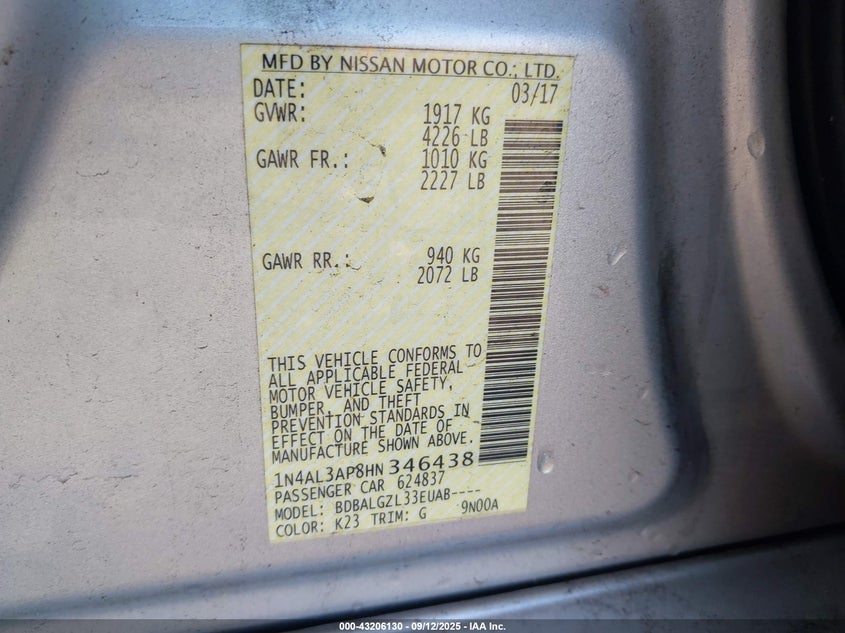 MFD BY NISSAN MOTOR CO.; LTD.
DATE: 03/17
GVWR: 1917 KG
4226 LB
GAWR FR.: 1010 KG
2227 LB
GAWR RR.: 940 KG
2072 LB
THIS VEHICLE CONFORMS TO
ALL APPLICABLE FEDERAL
MOTOR VEHICLE SAFETY,
BUMPER, AND THEFT
PREVENTION STANDARDS IN
EFFECT ON THE DATE OF
MANUFACTURE SHOWN ABOVE.
1N4AL3AP8HN346438
PASSENGER CAR 624837
MODEL: BDBALGZL33EUAB----
COLOR: K23 TRIM: G 9N00A
000-43206130 - 09/12/2025 - IAA Inc.